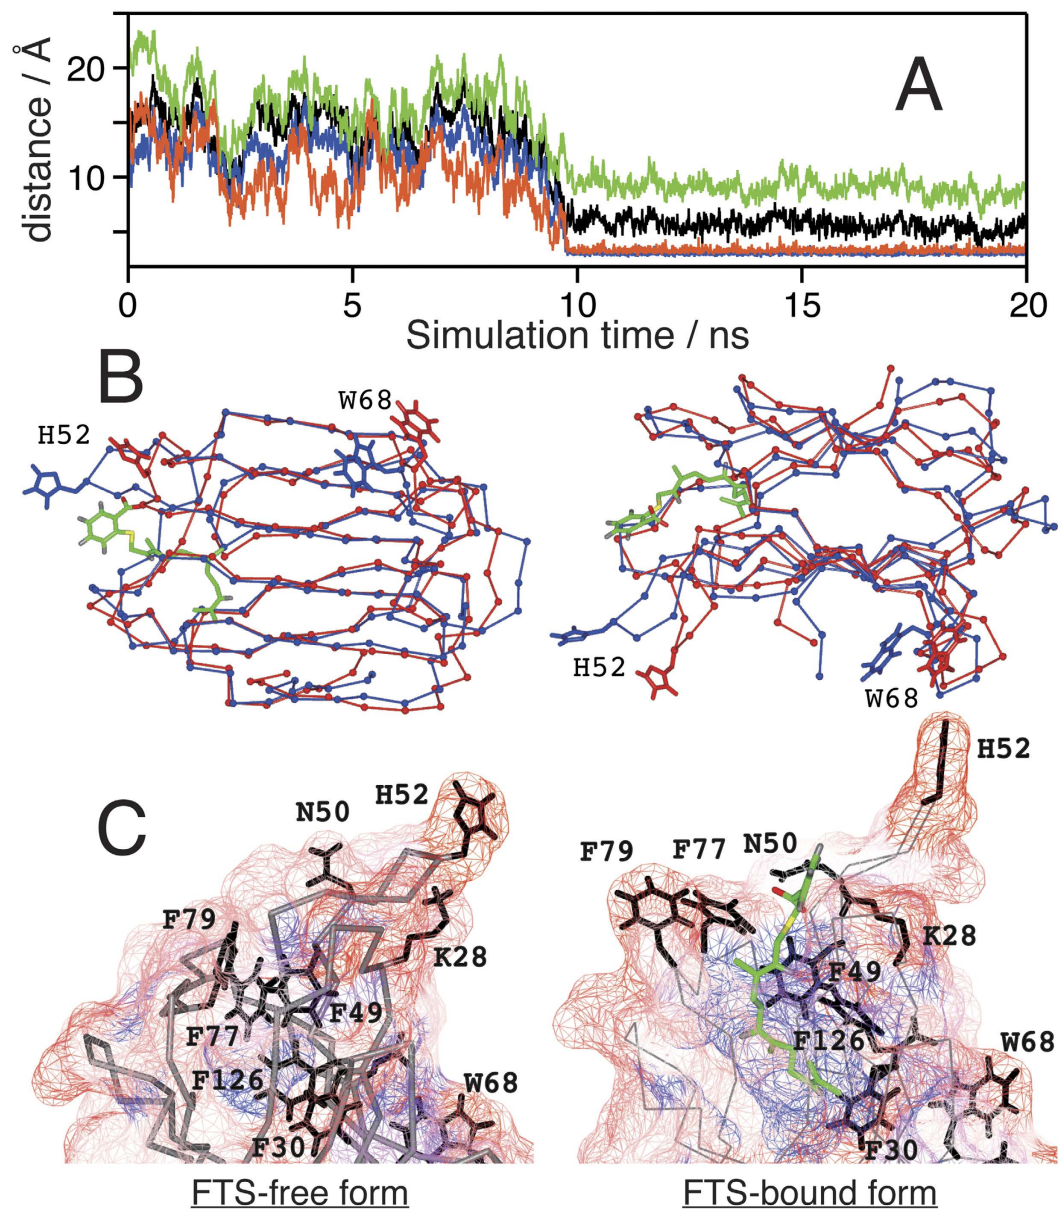 A
distance / Å
20
10
0 5 10 15 20
Simulation time / ns
B
H52
W68
H52
W68
C
N50
H52
F79
K28
F77
F49
F126
W68
F30
FTS-free form
H52
F79
F77
N50
K28
F49
F126
W68
F30
FTS-bound form